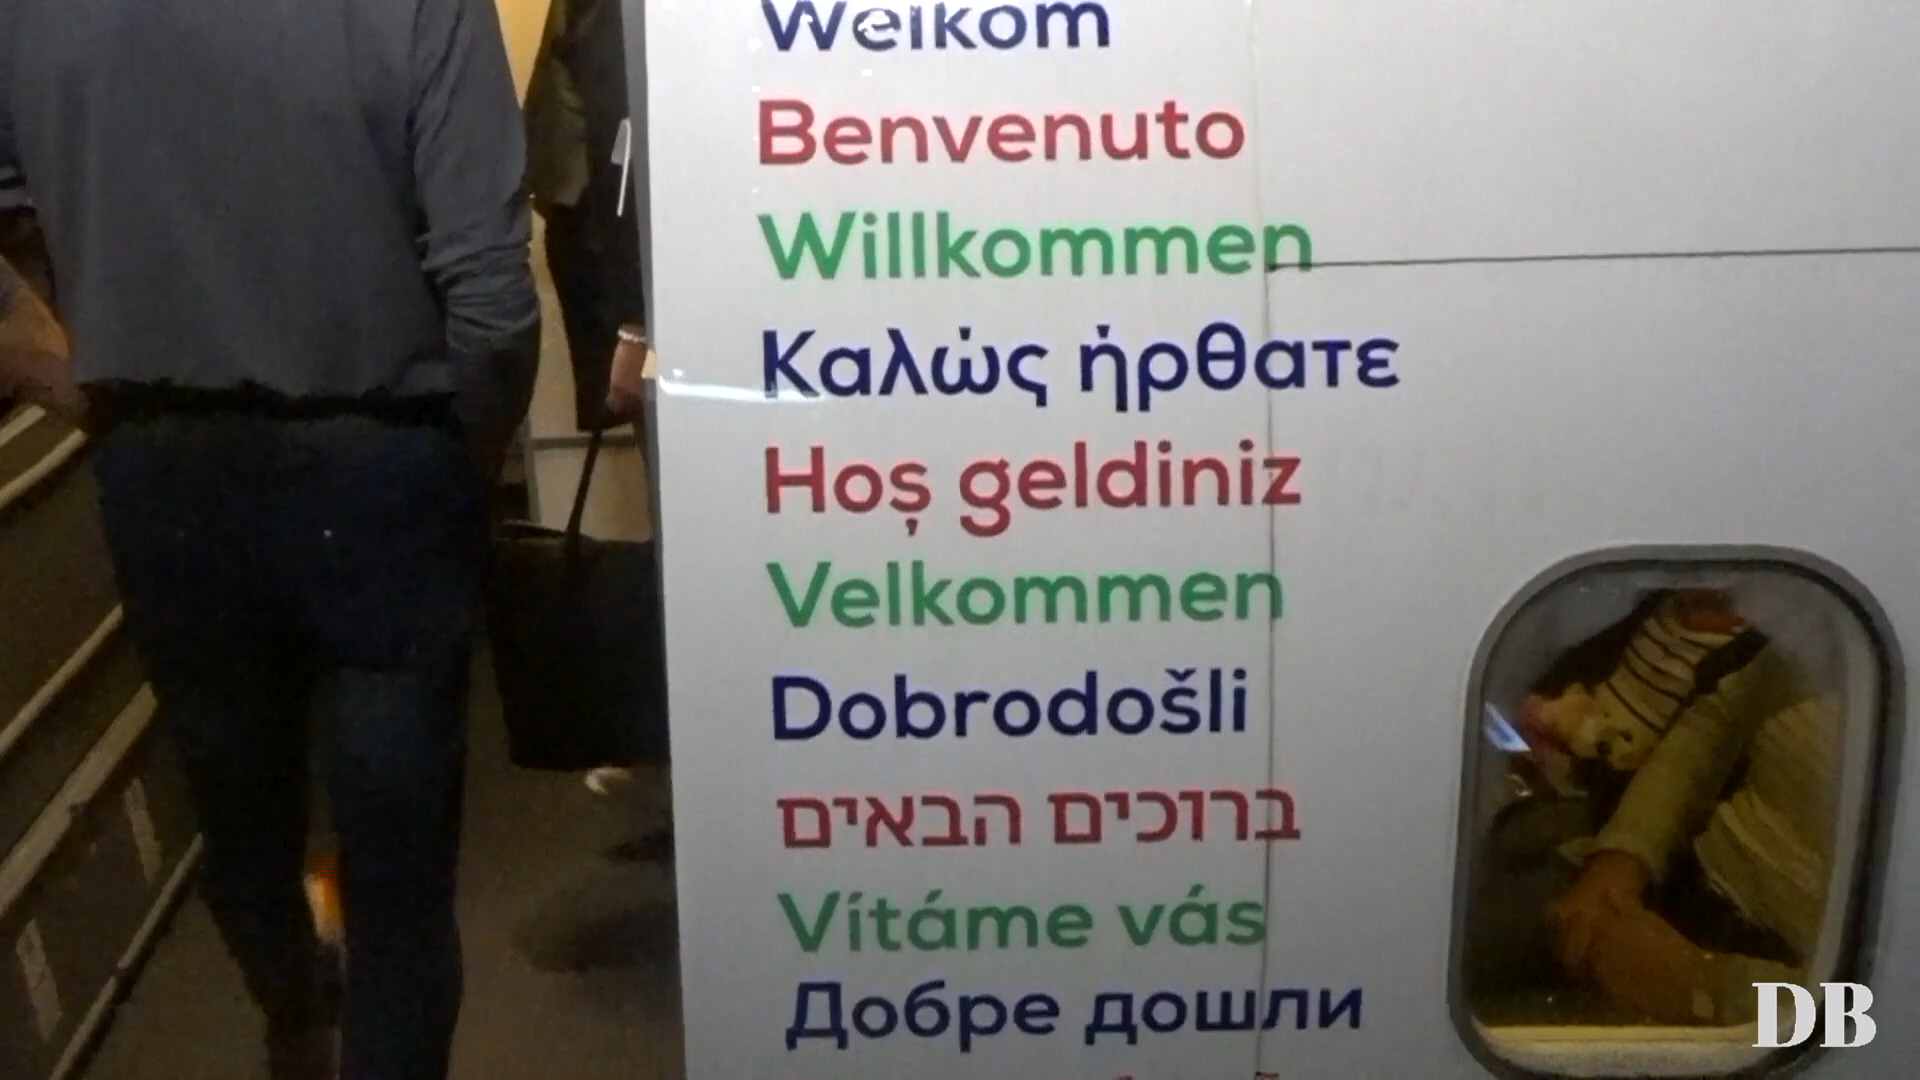 Welkom
Benvenuto
Willkommen
Καλώς ήρθατε
Hoş geldiniz
Velkommen
Dobrodošli
ברוכים הבאים
Vítáme vás
Добре дошли
DB